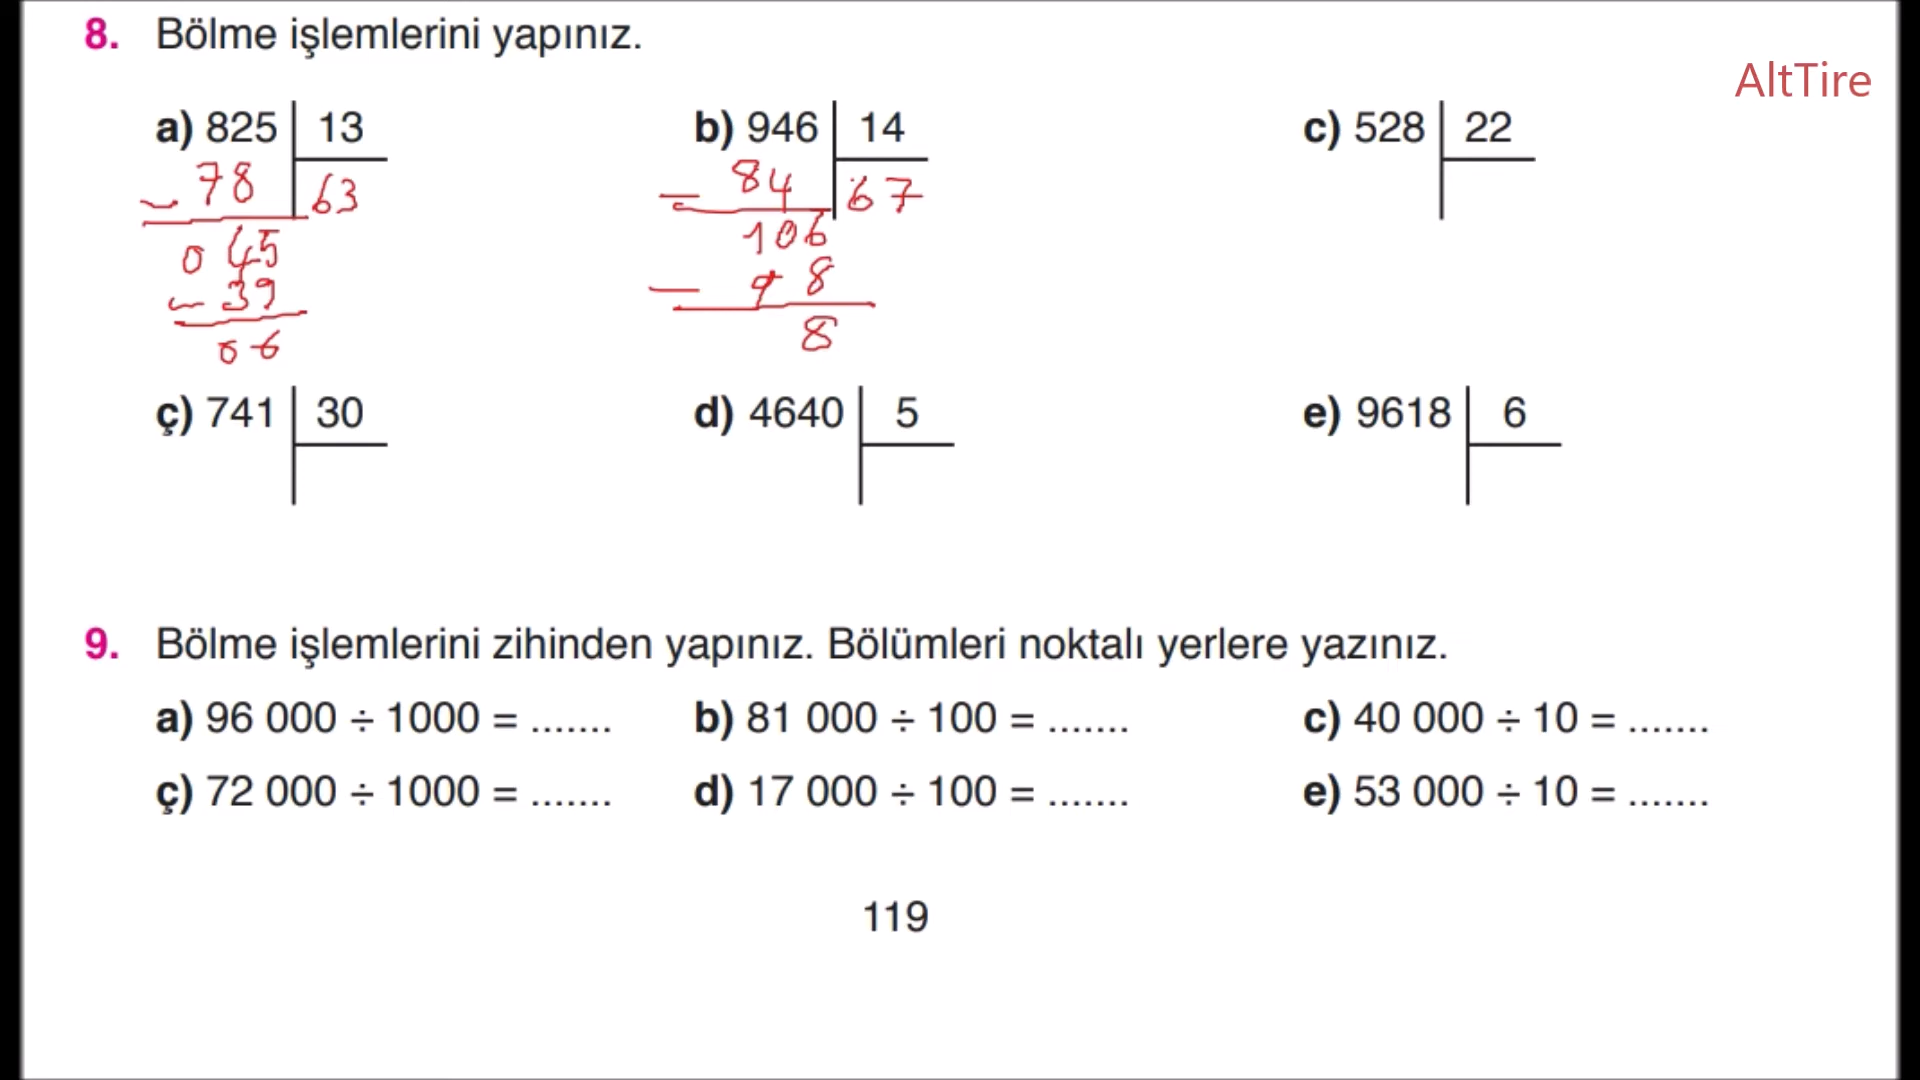 8. Bölme işlemlerini yapınız.
AltTire
a) 825 13 b) 946 14 c) 528 22
78 63 84 67
045 106
39 98
06 8
ç) 741 30 d) 4640 5 e) 9618 6
9. Bölme işlemlerini zihinden yapınız. Bölümleri noktalı yerlere yazınız.
a) 96 000 ÷ 1000 = ....... b) 81 000 ÷ 100 = ....... c) 40 000 ÷ 10 = .......
ç) 72 000 ÷ 1000 = ....... d) 17 000 ÷ 100 = ....... e) 53 000 ÷ 10 = .......
119